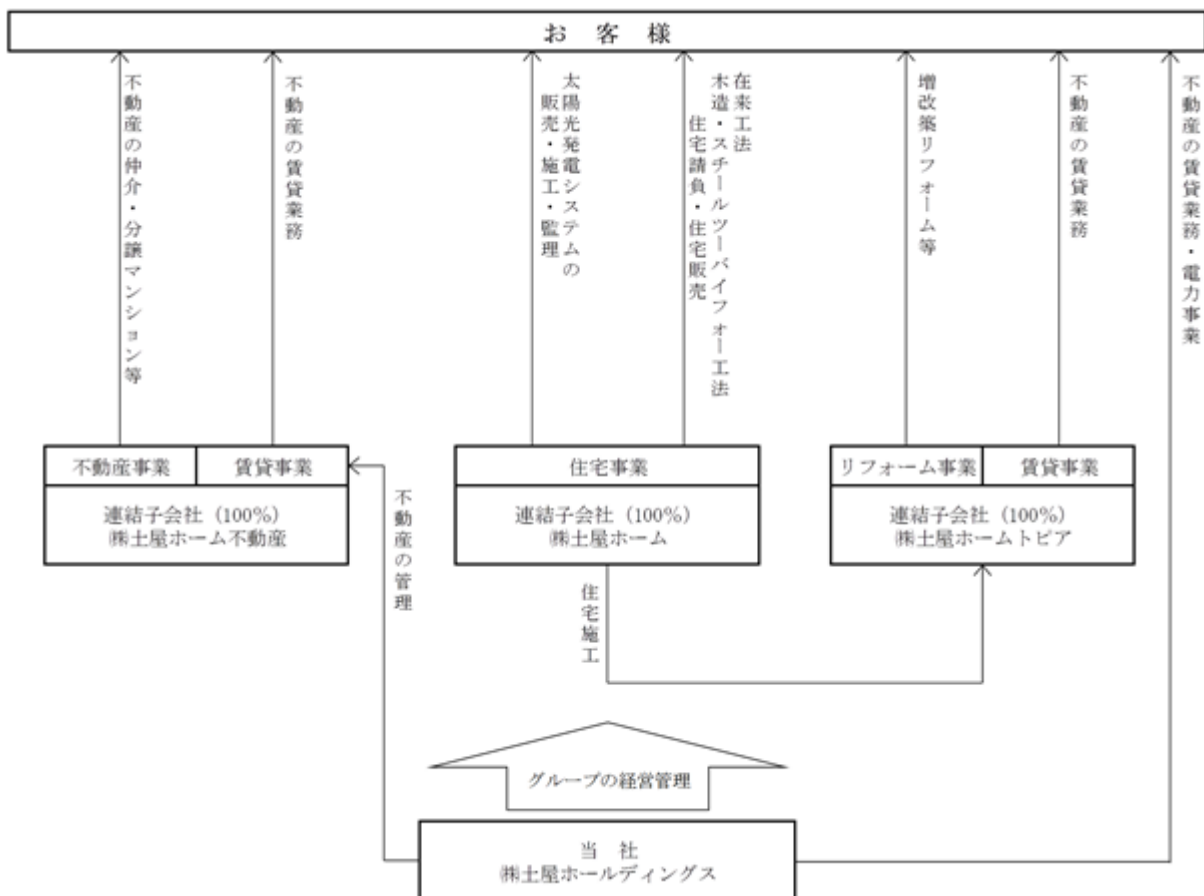 お 客 様
不動産の仲介・分譲マンション等
不動産の賃貸業務
太陽光発電システムの
販売・施工・監理
在来工法
木造・スチールツーバイフォー工法
住宅請負・住宅販売
増改築リフォーム等
不動産の賃貸業務
不動産の賃貸業務・電力事業
不動産事業
賃貸事業
連結子会社（100%）
㈱土屋ホーム不動産
住宅事業
連結子会社（100%）
㈱土屋ホーム
リフォーム事業
賃貸事業
連結子会社（100%）
㈱土屋ホームトピア
不動産の管理
住宅施工
グループの経営管理
当 社
㈱土屋ホールディングス